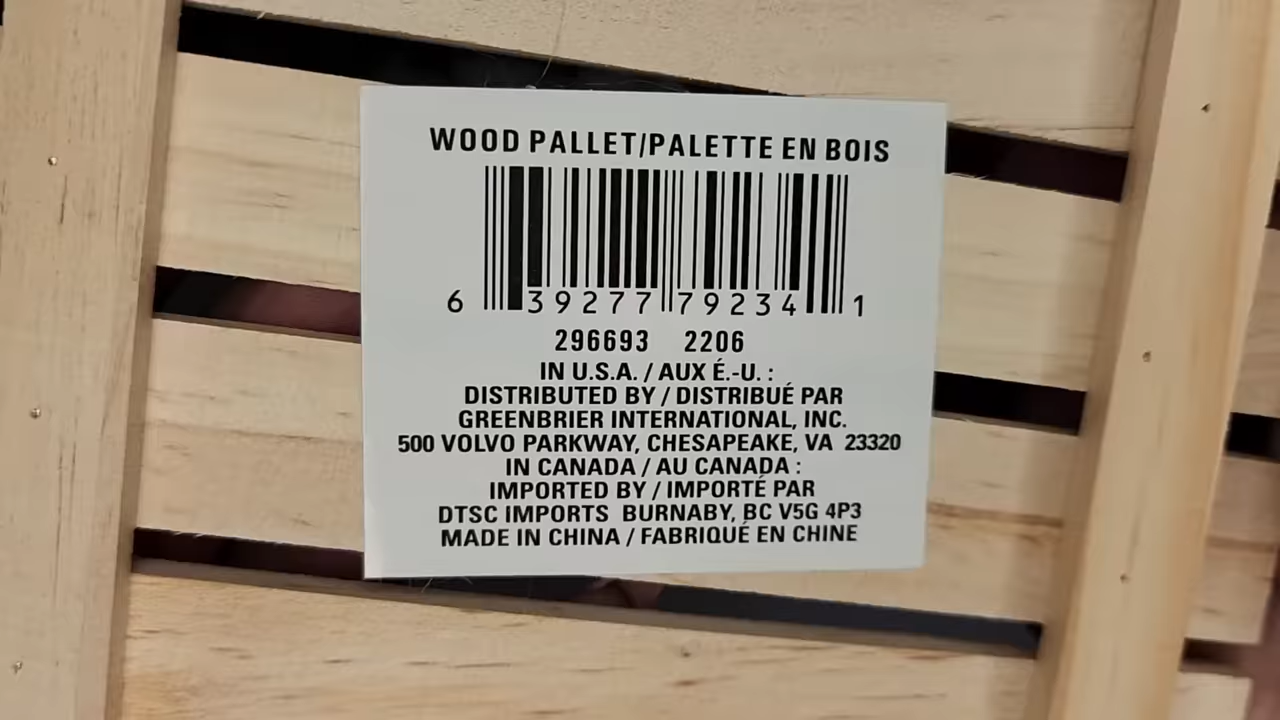 WOOD PALLET/PALETTE EN BOIS
6 39277 79234 1
296693 2206
IN U.S.A. / AUX É.-U. :
DISTRIBUTED BY / DISTRIBUÉ PAR
GREENBRIER INTERNATIONAL, INC.
500 VOLVO PARKWAY, CHESAPEAKE, VA 23320
IN CANADA / AU CANADA :
IMPORTED BY / IMPORTÉ PAR
DTSC IMPORTS BURNABY, BC V5G 4P3
MADE IN CHINA / FABRIQUÉ EN CHINE